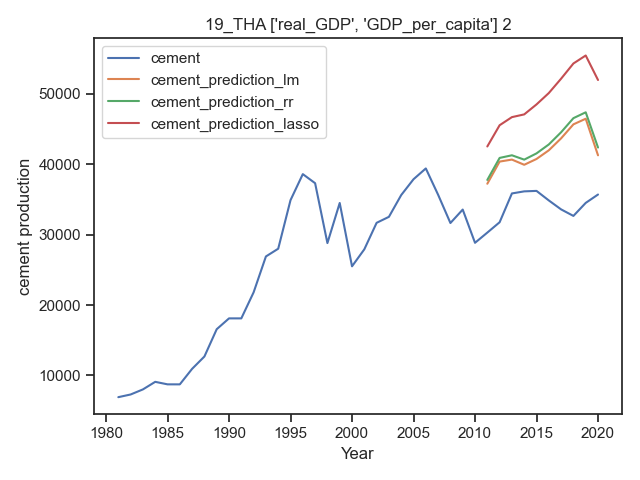 19_THA ['real_GDP', 'GDP_per_capita'] 2
cement
cement_prediction_lm
cement_prediction_rr
cement_prediction_lasso
cement production
50000
40000
30000
20000
10000
1980 1985 1990 1995 2000 2005 2010 2015 2020
Year